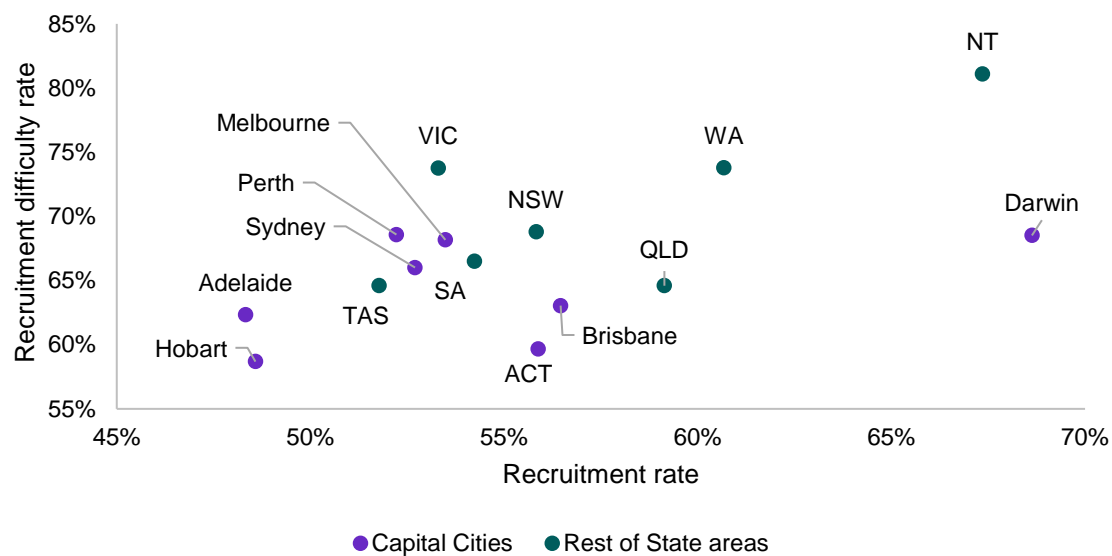 Recruitment difficulty rate
85%
80%
75%
70%
65%
60%
55%
NT
Melbourne
VIC
WA
Perth
NSW
Darwin
Sydney
QLD
Adelaide
SA
TAS
Hobart
Brisbane
ACT
45%
50%
55%
60%
65%
70%
Recruitment rate
Capital Cities
Rest of State areas